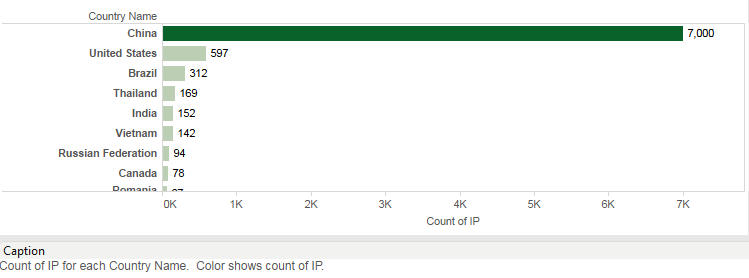 Country Name
China 7,000
United States 597
Brazil 312
Thailand 169
India 152
Vietnam 142
Russian Federation 94
Canada 78
Romania
0K 1K 2K 3K 4K 5K 6K 7K
Count of IP
Caption
Count of IP for each Country Name.  Color shows count of IP.